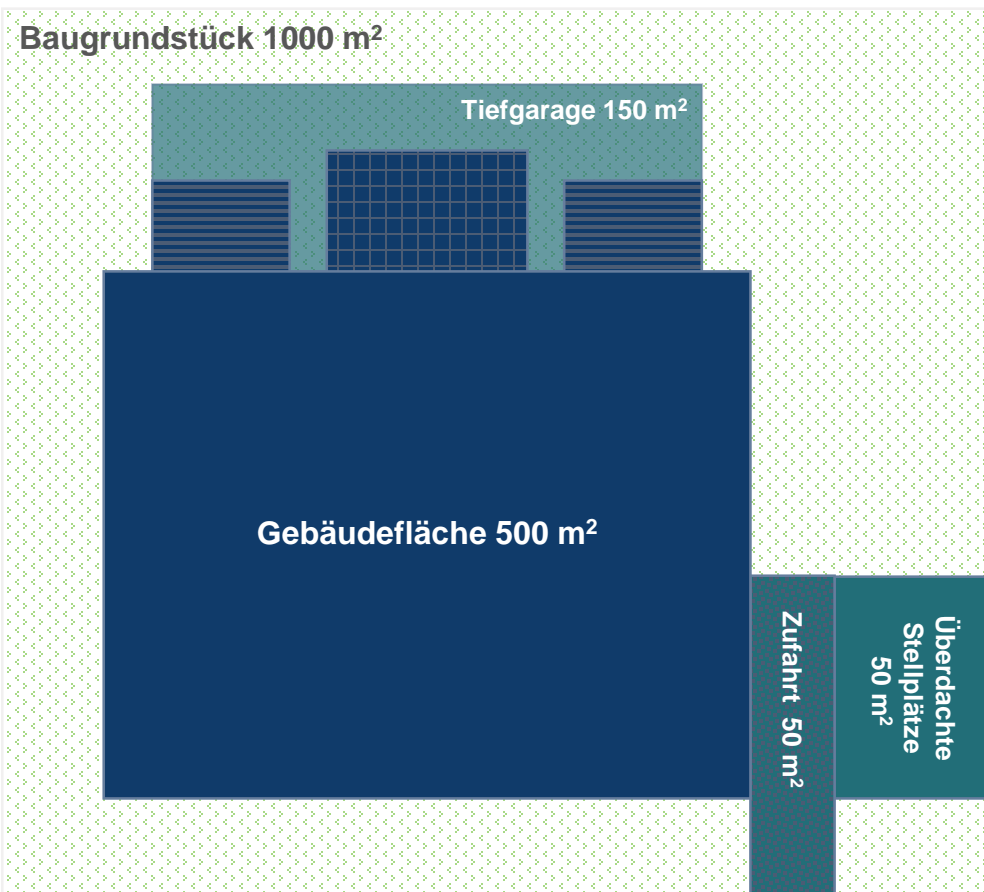 Baugrundstück 1000 m²
Tiefgarage 150 m²
Gebäudefläche 500 m²
Zufahrt 50 m²
Überdachte
Stellplätze
50 m²